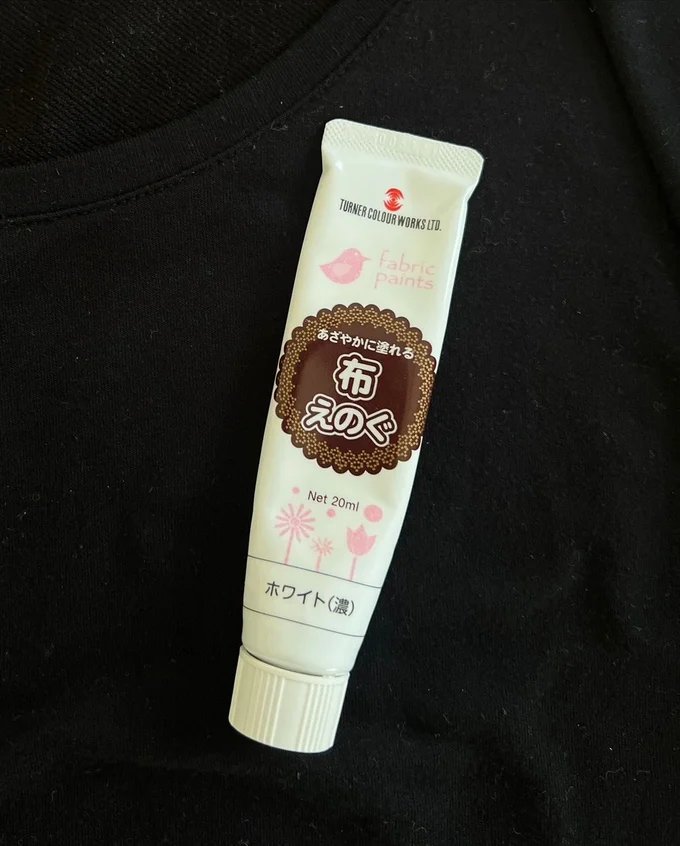 TURNER COLOUR WORKS LTD.
fabric
paints
あざやかに塗れる
布
えのぐ
Net 20ml
ホワイト(濃)